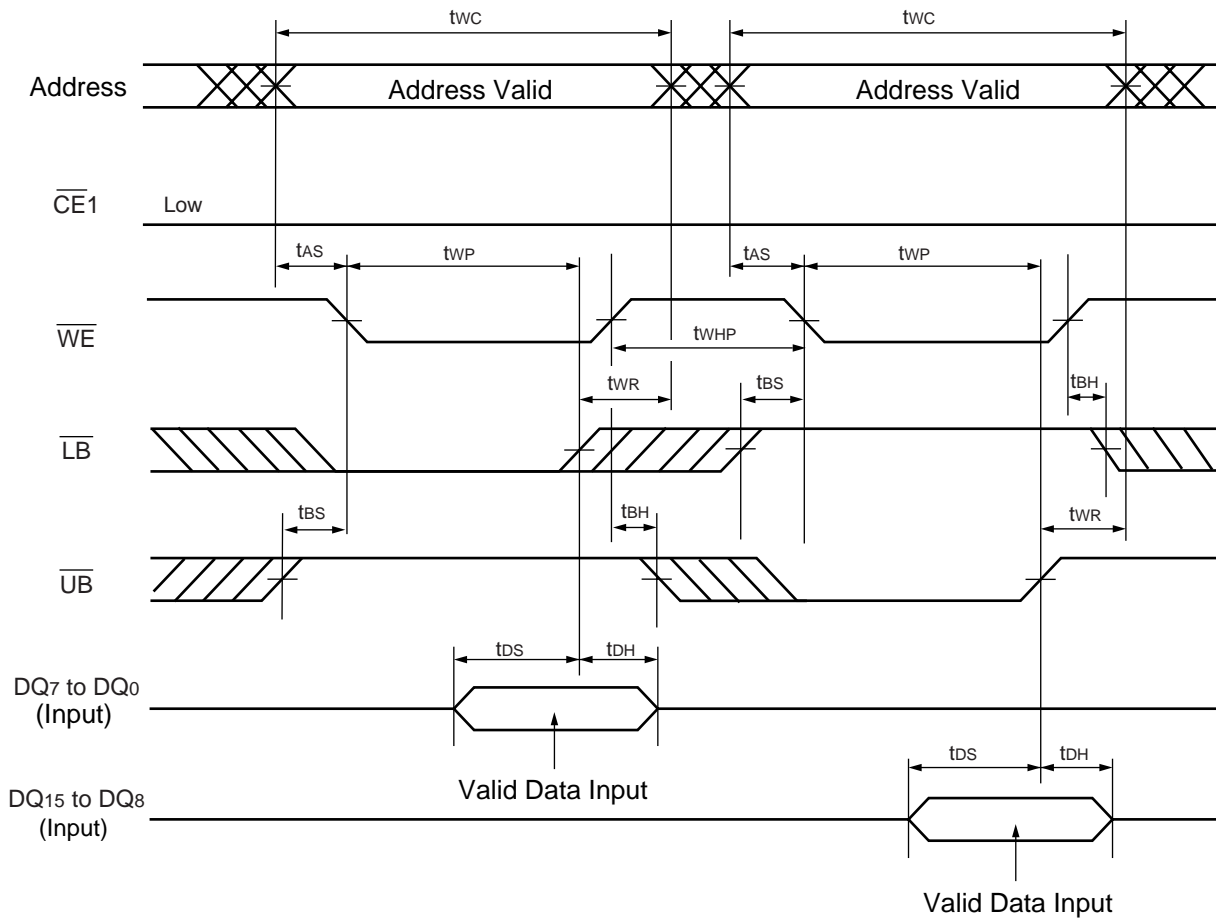 tWC tWC
Address Address Valid Address Valid
CE1 Low
tAS tWP tAS tWP
WE
tWHP
tWR tBS tBH
LB
tBS tBH tWR
UB
tDS tDH
DQ7 to DQ0
(Input)
tDS tDH
Valid Data Input
DQ15 to DQ8
(Input)
Valid Data Input